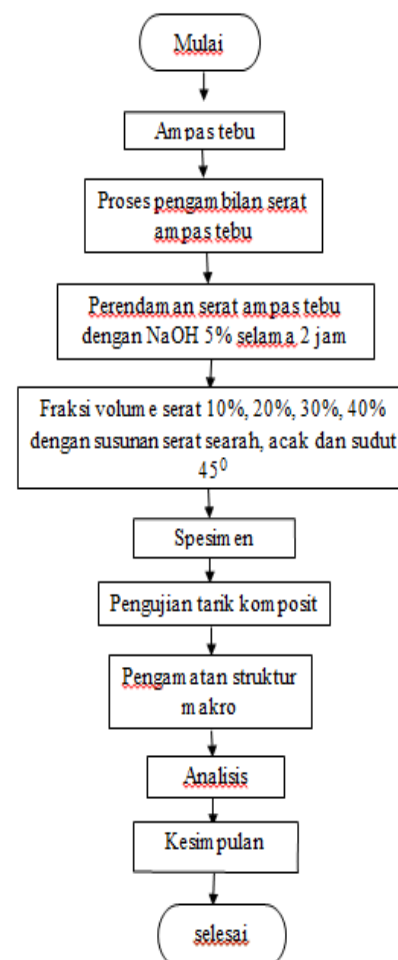 Mulai
Ampas tebu
Proses pengambilan serat
ampas tebu
Perendaman serat ampas tebu
dengan NaOH 5% selama 2 jam
Fraksi volume serat 10%, 20%, 30%, 40%
dengan susunan serat searah, acak dan sudut
45⁰
Spesimen
Pengujian tarik komposit
Pengamatan struktur
makro
Analisis
Kesimpulan
selesai